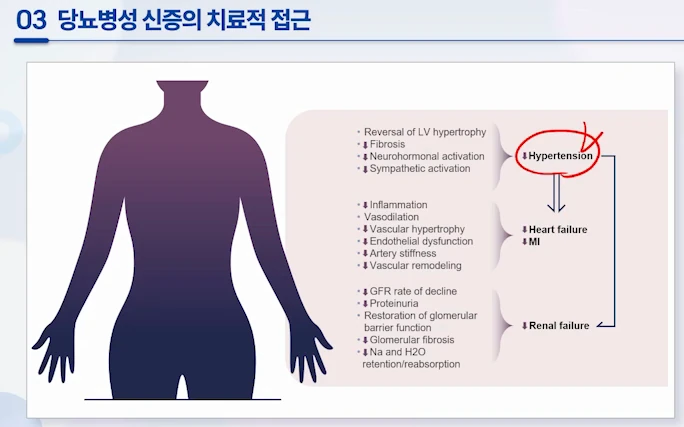 03 당뇨병성 신증의 치료적 접근
• Reversal of LV hypertrophy
• ⬇ Fibrosis
• ⬇ Neurohormonal activation
• ⬇ Sympathetic activation
⬇ Hypertension
• ⬇ Inflammation
• Vasodilation
• ⬇ Vascular hypertrophy
• ⬇ Endothelial dysfunction
• ⬇ Artery stiffness
• ⬇ Vascular remodeling
⬇ Heart failure
⬇ MI
• ⬇ GFR rate of decline
• ⬇ Proteinuria
• Restoration of glomerular
barrier function
• ⬇ Glomerular fibrosis
• ⬇ Na and H2O
retention/reabsorption
⬇ Renal failure